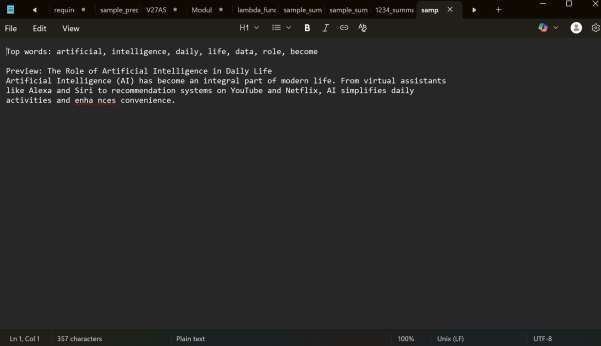 requin
sample_prec
V27AS
Modul
lambda_func
sample_sum
sample_sum
1234_summa
samp
File Edit View
H1
B I
Top words: artificial, intelligence, daily, life, data, role, become
Preview: The Role of Artificial Intelligence in Daily Life
Artificial Intelligence (AI) has become an integral part of modern life. From virtual assistants
like Alexa and Siri to recommendation systems on YouTube and Netflix, AI simplifies daily
activities and enha nces convenience.
Ln 1, Col 1 357 characters Plain text 100% Unix (LF) UTF-8